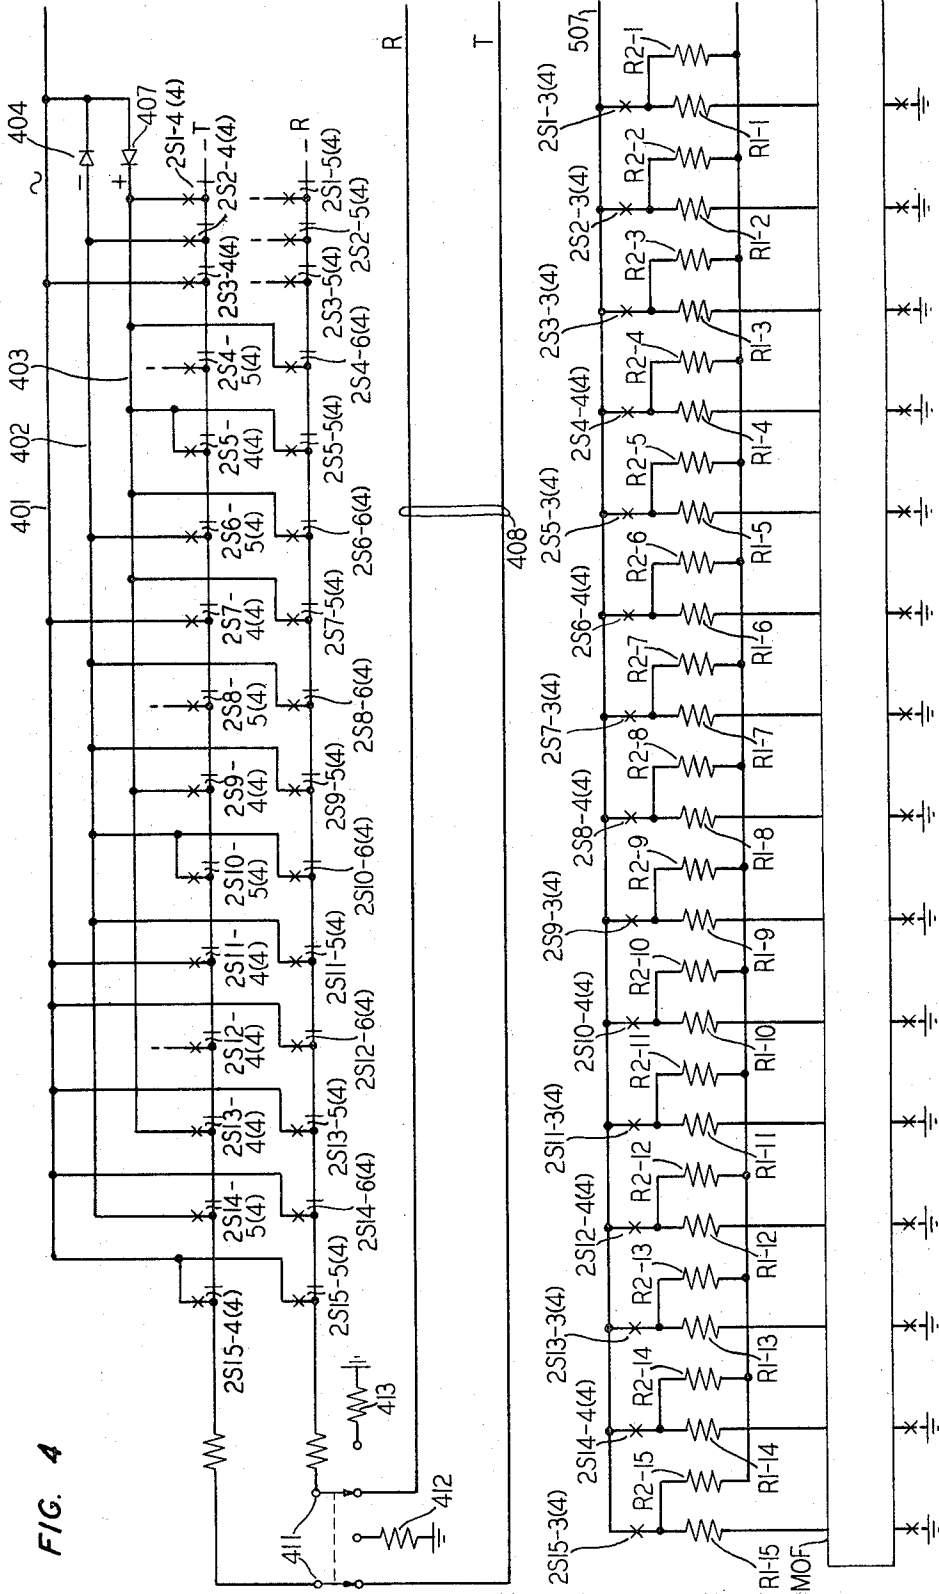 FIG. 4
401
402
403
404
~
−
+
407
2S1-4(4)
2S2-4(4)
2S3-4(4)
T
R
2S1-5(4)
2S2-5(4)
2S3-5(4)
2S4-
5(4)
2S4-6(4)
2S5-
4(4)
2S5-5(4)
2S6-
5(4)
2S6-6(4)
2S7-
4(4)
2S7-5(4)
2S8-
5(4)
2S8-6(4)
2S9-
4(4)
2S9-5(4)
2S10-
5(4)
2S10-6(4)
2S11-
4(4)
2S11-5(4)
2S12-
4(4)
2S12-6(4)
2S13-
4(4)
2S13-5(4)
2S14-
5(4)
2S14-6(4)
2S15-4(4)
2S15-5(4)
413
411
412
R
T
408
507
2S15-3(4)
2S14-4(4)
2S13-3(4)
2S12-4(4)
2S11-3(4)
2S10-4(4)
2S9-3(4)
2S8-4(4)
2S7-3(4)
2S6-4(4)
2S5-3(4)
2S4-4(4)
2S3-3(4)
2S2-3(4)
2S1-3(4)
R2-15
R2-14
R2-13
R2-12
R2-11
R2-10
R2-9
R2-8
R2-7
R2-6
R2-5
R2-4
R2-3
R2-2
R2-1
R1-15
R1-14
R1-13
R1-12
R1-11
R1-10
R1-9
R1-8
R1-7
R1-6
R1-5
R1-4
R1-3
R1-2
R1-1
MOF